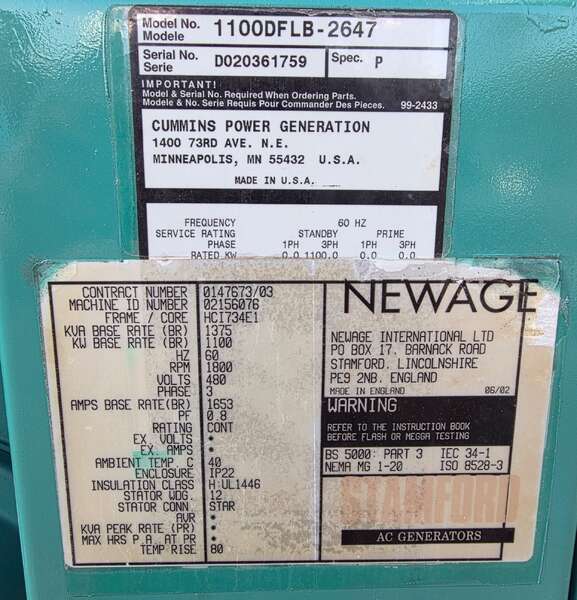 Model No. 1100DFLB-2647
Modele
Serial No. D020361759 Spec. P
Serie
IMPORTANT!
Model & Serial No. Required When Ordering Parts.
Modele & No. Serie Requis Pour Commander Des Pieces. 99-2433
CUMMINS POWER GENERATION
1400 73RD AVE. N.E.
MINNEAPOLIS, MN 55432 U.S.A.
MADE IN U.S.A.
FREQUENCY 60 HZ
SERVICE RATING STANDBY PRIME
PHASE 1PH 3PH 1PH 3PH
RATED KW 0.0 1100.0 0.0 0.0
CONTRACT NUMBER 0147673/03
MACHINE ID NUMBER 02156076
FRAME / CORE HCI734E1
KVA BASE RATE (BR) 1375
KW BASE RATE (BR) 1100
HZ 60
RPM 1800
VOLTS 480
PHASE 3
AMPS BASE RATE(BR) 1653
PF 0.8
RATING CONT
EX. VOLTS *
EX. AMPS *
AMBIENT TEMP. C 40
ENCLOSURE IP22
INSULATION CLASS H:UL1446
STATOR WDG. 12
STATOR CONN. STAR
AVR *
KVA PEAK RATE (PR) *
MAX HRS P.A. AT PR *
TEMP RISE 80
NEWAGE
NEWAGE INTERNATIONAL LTD
PO BOX 17. BARNACK ROAD
STAMFORD. LINCOLNSHIRE
PE9 2NB. ENGLAND
MADE IN ENGLAND 06/02
WARNING
REFER TO THE INSTRUCTION BOOK
BEFORE FLASH OR MEGGA TESTING
BS 5000: PART 3 IEC 34-1
NEMA MG 1-20 ISO 8528-3
STAMFORD
AC GENERATORS